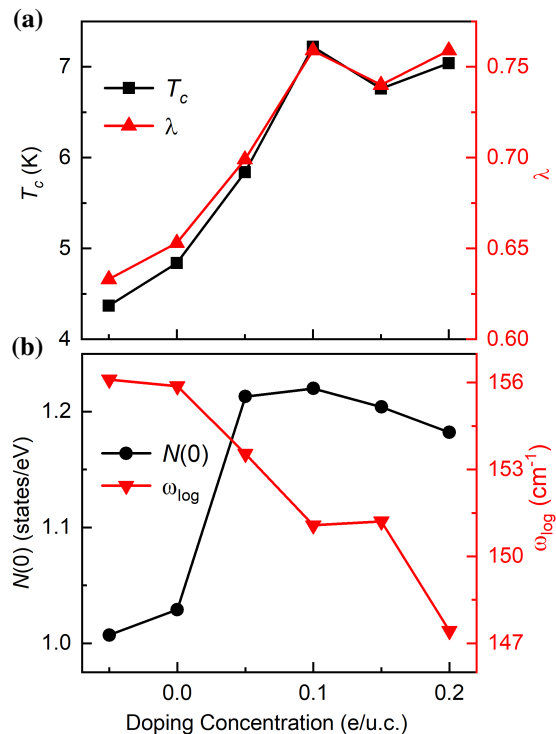 (a)
7
6
5
4
T_c (K)
T_c
λ
0.75
0.70
0.65
0.60
λ
(b)
1.2
1.1
1.0
N(0) (states/eV)
N(0)
ω_log
156
153
150
147
ω_log (cm⁻¹)
0.0 0.1 0.2
Doping Concentration (e/u.c.)